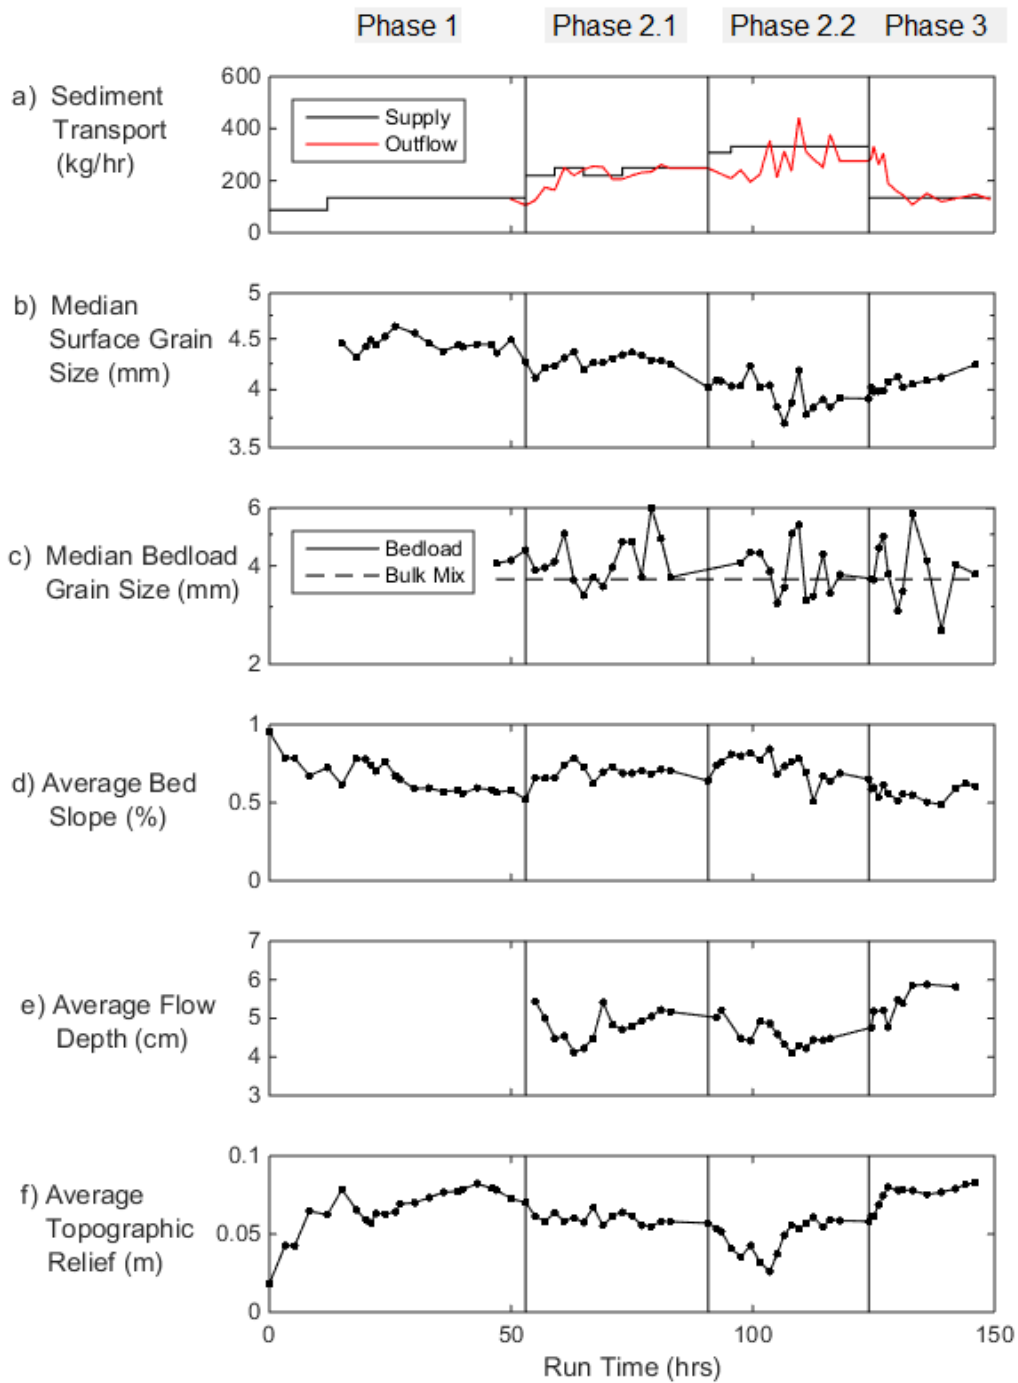 Phase 1 Phase 2.1 Phase 2.2 Phase 3
a) Sediment
Transport
(kg/hr)
600
400
200
0
Supply
Outflow
b) Median
Surface Grain
Size (mm)
5
4.5
4
3.5
c) Median Bedload
Grain Size (mm)
6
4
2
Bedload
Bulk Mix
d) Average Bed
Slope (%)
1
0.5
0
e) Average Flow
Depth (cm)
7
6
5
4
3
f) Average
Topographic
Relief (m)
0.1
0.05
0
0 50 100 150
Run Time (hrs)